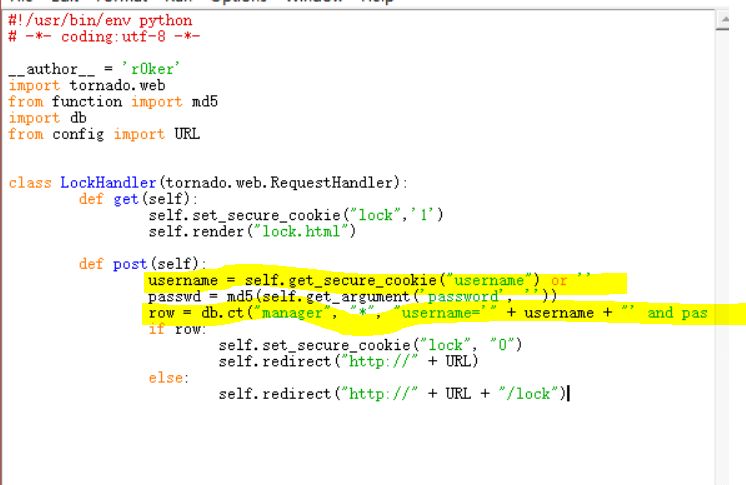 #!/usr/bin/env python
# -*- coding:utf-8 -*-
__author__ = 'r0ker'
import tornado.web
from function import md5
import db
from config import URL
class LockHandler(tornado.web.RequestHandler):
def get(self):
self.set_secure_cookie("lock",'1')
self.render("lock.html")
def post(self):
username = self.get_secure_cookie("username") or ''
passwd = md5(self.get_argument('password', ''))
row = db.ct("manager", "*", "username='" + username + "' and pas
if row:
self.set_secure_cookie("lock", "0")
self.redirect("http://" + URL)
else:
self.redirect("http://" + URL + "/lock")